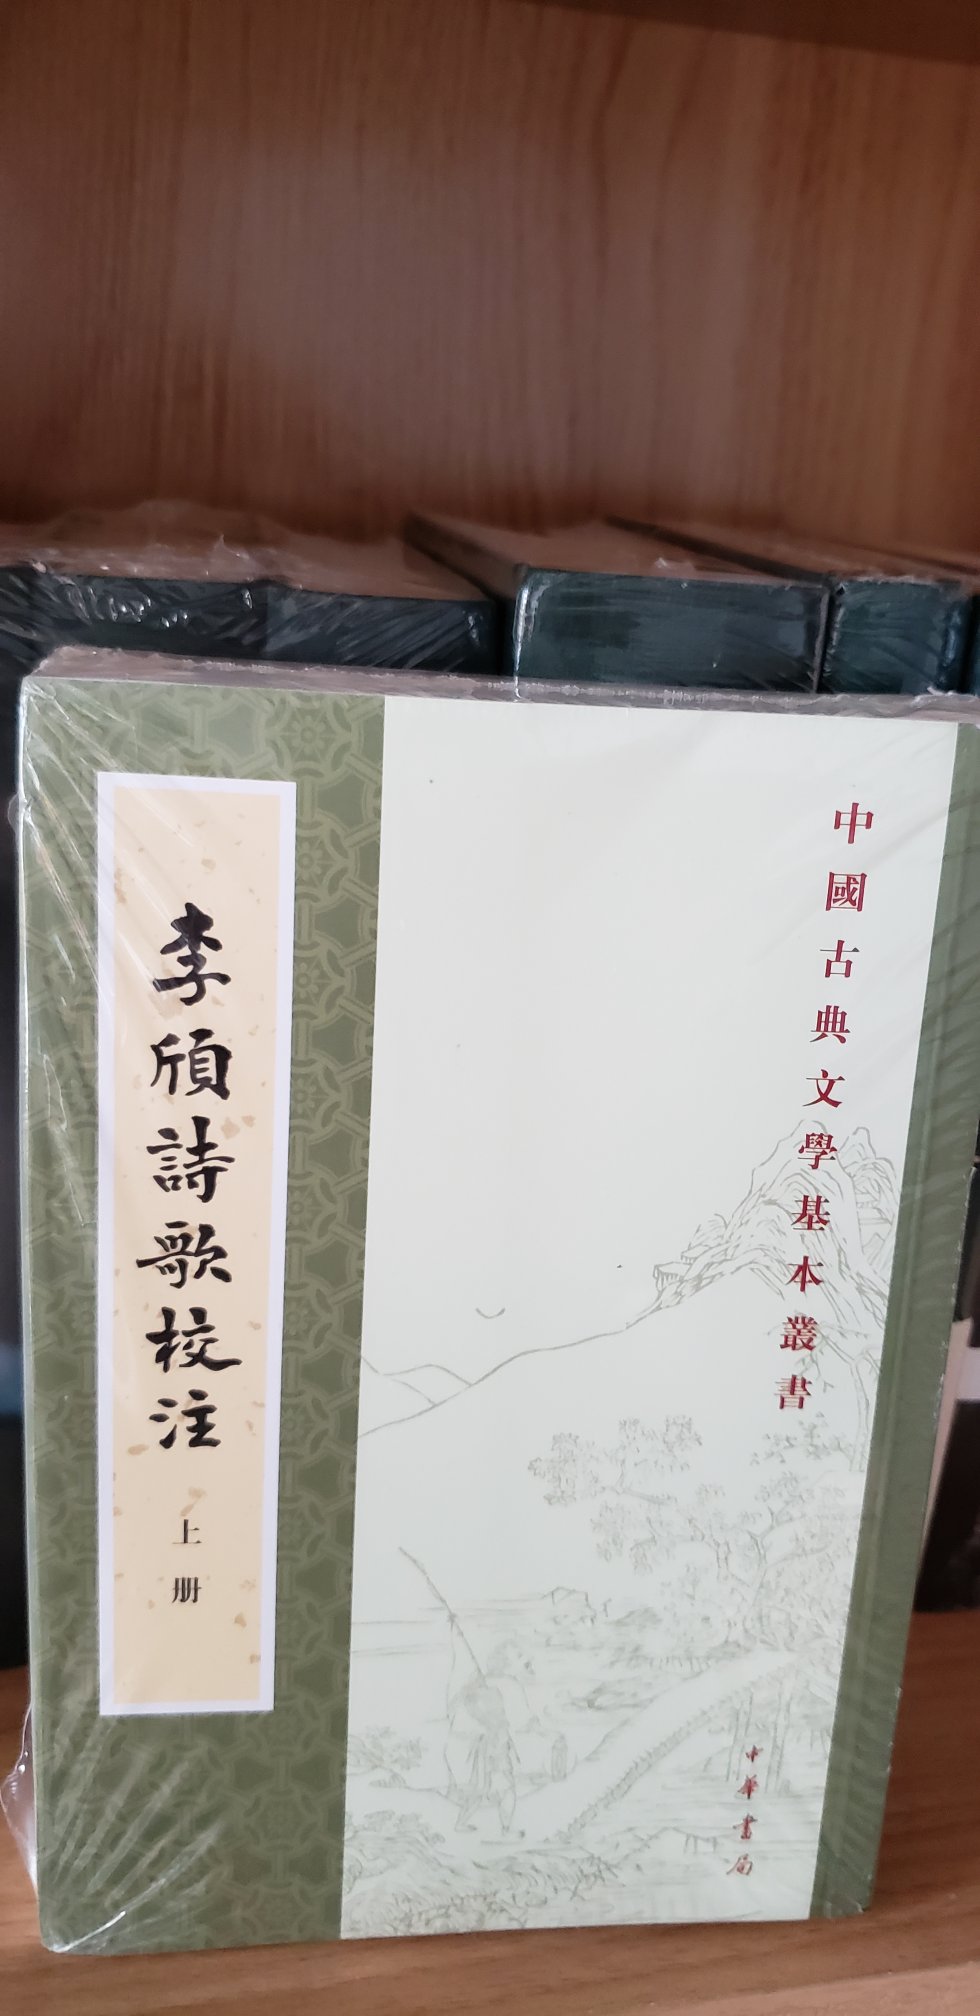 中國古典文學基本叢書
李頎詩歌校注
上册
中華書局